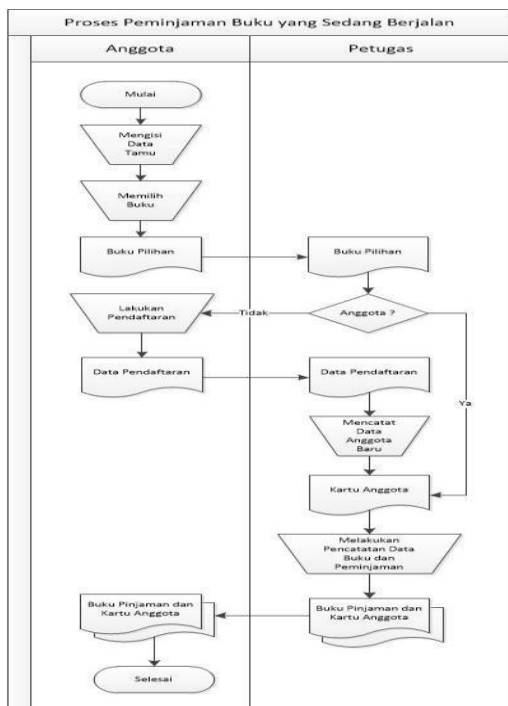 Proses Peminjaman Buku yang Sedang Berjalan
Anggota
Petugas
Mulai
Mengisi
Data
Tamu
Memilih
Buku
Buku Pilihan
Buku Pilihan
Lakukan
Pendaftaran
Tidak
Anggota ?
Data Pendaftaran
Data Pendaftaran
Ya
Mencatat
Data
Anggota
Baru
Kartu Anggota
Melakukan
Pencatatan Data
Buku dan
Peminjaman
Buku Pinjaman dan
Kartu Anggota
Buku Pinjaman dan
Kartu Anggota
Selesai